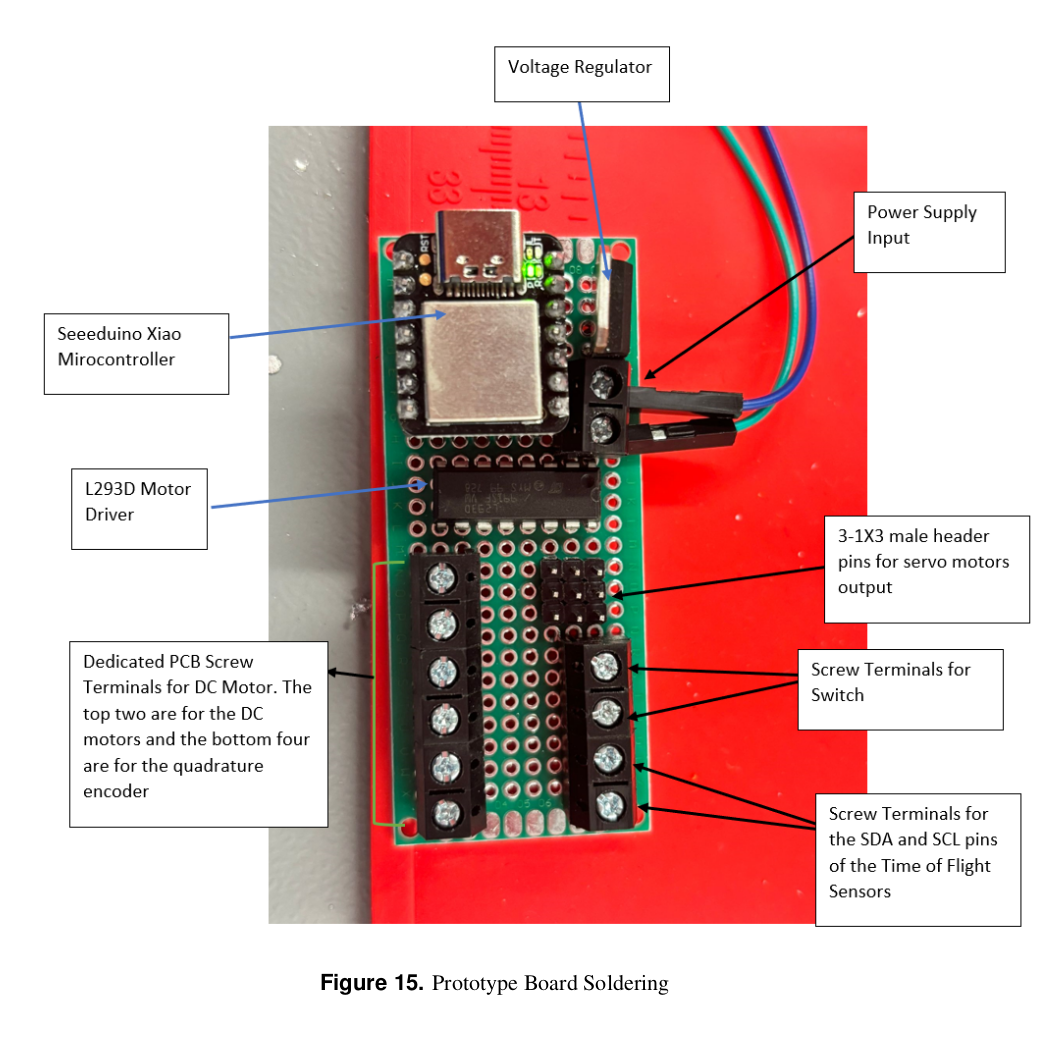 Voltage Regulator
Power Supply
Input
Seeeduino Xiao
Mirocontroller
L293D Motor
Driver
3-1X3 male header
pins for servo motors
output
Dedicated PCB Screw
Terminals for DC Motor. The
top two are for the DC
motors and the bottom four
are for the quadrature
encoder
Screw Terminals for
Switch
Screw Terminals for
the SDA and SCL pins
of the Time of Flight
Sensors
RST
33
13
Figure 15. Prototype Board Soldering